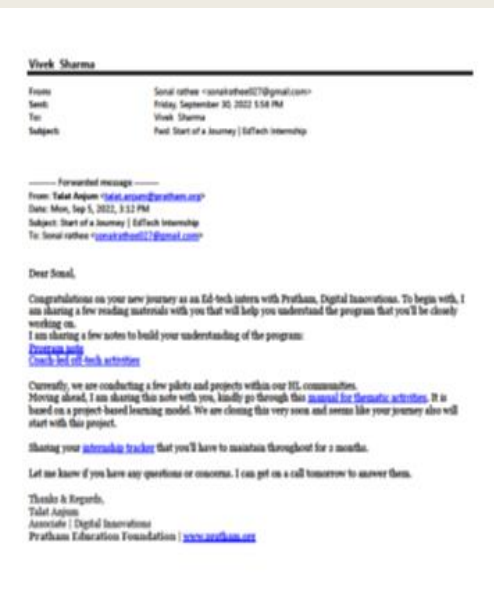 Vivek Sharma
From: Sonal rathee <sonalrathee027@gmail.com>
Sent: Friday, September 30, 2022 5:58 PM
To: Vivek Sharma
Subject: Fwd: Start of a Journey | EdTech Internship
---------- Forwarded message ----------
From: Talat Anjum <talat.anjum@pratham.org>
Date: Mon, Sep 5, 2022, 3:12 PM
Subject: Start of a Journey | EdTech Internship
To: Sonal rathee <sonalrathee027@gmail.com>
Dear Sonal,
Congratulations on your new journey as an Ed-tech intern with Pratham, Digital Innovations. To begin with, I
am sharing a few reading materials with you that will help you understand the program that you'll be closely
working on.
I am sharing a few notes to build your understanding of the program:
Program note
Coach-led off-tech activities
Currently, we are conducting a few pilots and projects within our HL communities.
Moving ahead, I am sharing this note with you, kindly go through this manual for thematic activities. It is
based on a project-based learning model. We are closing this very soon and seems like your journey also will
start with this project.
Sharing your internship tracker that you'll have to maintain throughout for 2 months.
Let me know if you have any questions or concerns. I can get on a call tomorrow to answer them.
Thanks & Regards,
Talat Anjum
Associate | Digital Innovations
Pratham Education Foundation | www.pratham.org